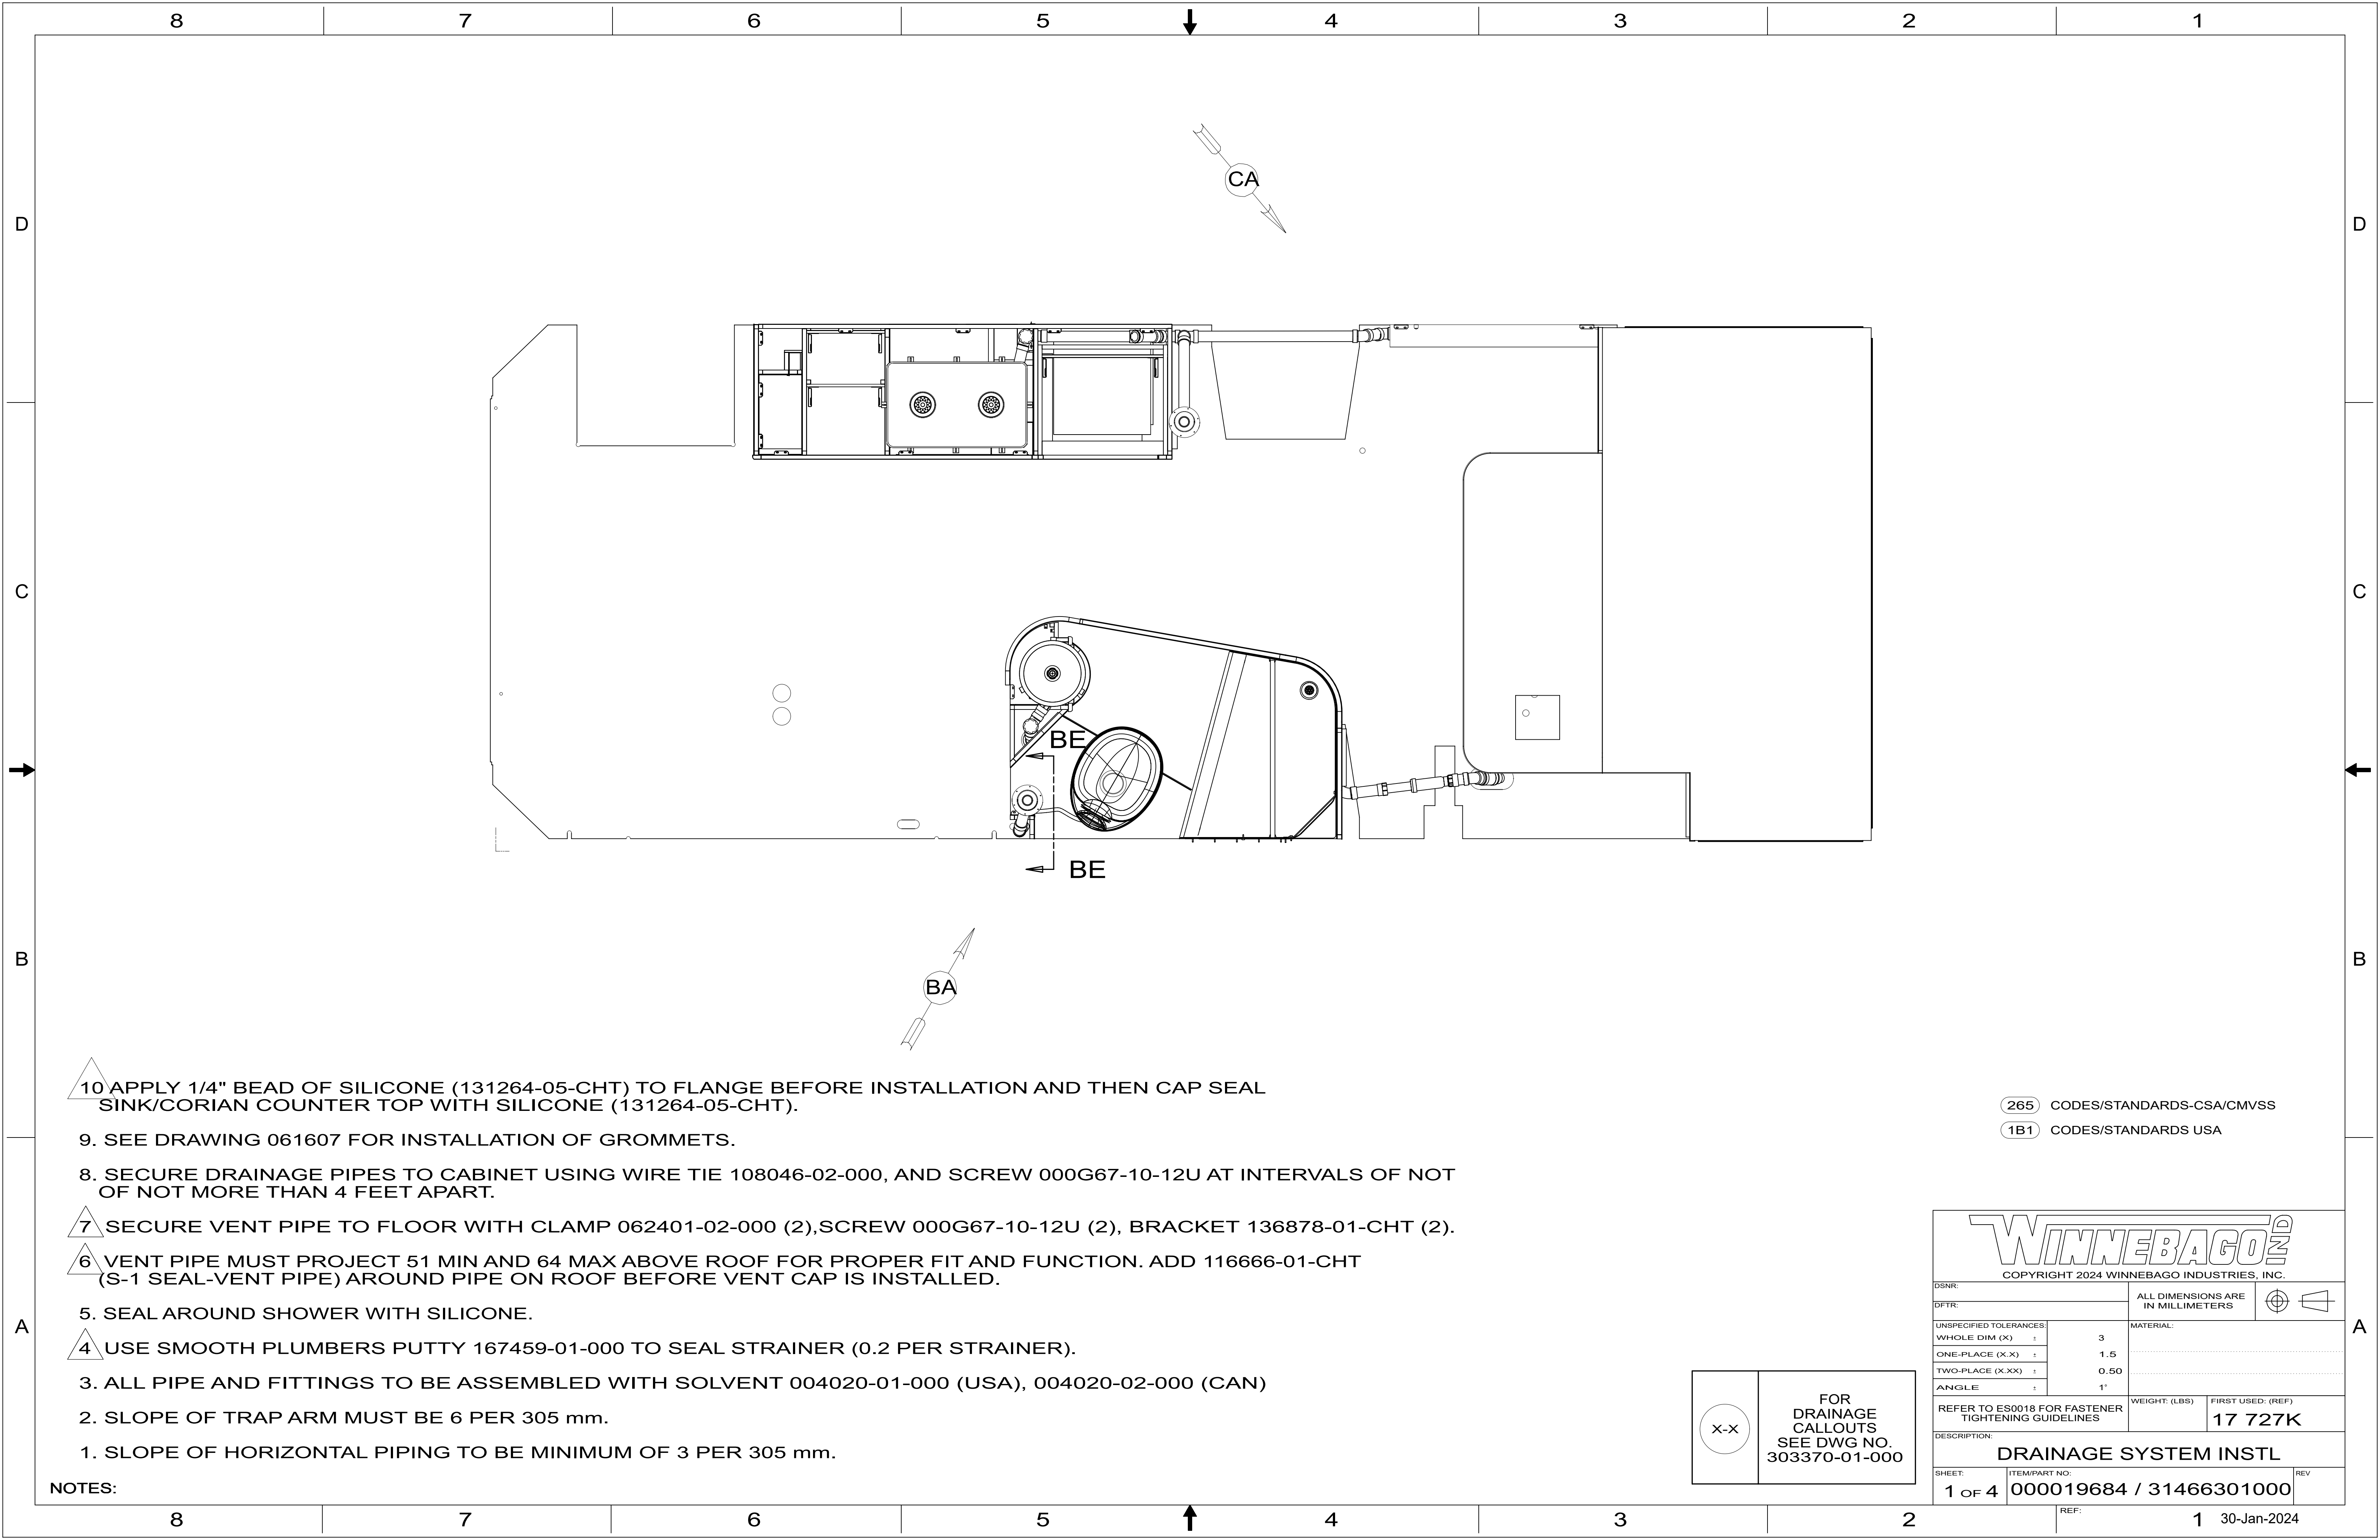 8 7 6 5 4 3 2 1
CA
D D
C C
BE
BE
BA
B B
10 APPLY 1/4" BEAD OF SILICONE (131264-05-CHT) TO FLANGE BEFORE INSTALLATION AND THEN CAP SEAL
SINK/CORIAN COUNTER TOP WITH SILICONE (131264-05-CHT).
9. SEE DRAWING 061607 FOR INSTALLATION OF GROMMETS.
8. SECURE DRAINAGE PIPES TO CABINET USING WIRE TIE 108046-02-000, AND SCREW 000G67-10-12U AT INTERVALS OF NOT
OF NOT MORE THAN 4 FEET APART.
7 SECURE VENT PIPE TO FLOOR WITH CLAMP 062401-02-000 (2),SCREW 000G67-10-12U (2), BRACKET 136878-01-CHT (2).
6 VENT PIPE MUST PROJECT 51 MIN AND 64 MAX ABOVE ROOF FOR PROPER FIT AND FUNCTION. ADD 116666-01-CHT
(S-1 SEAL-VENT PIPE) AROUND PIPE ON ROOF BEFORE VENT CAP IS INSTALLED.
5. SEAL AROUND SHOWER WITH SILICONE.
4 USE SMOOTH PLUMBERS PUTTY 167459-01-000 TO SEAL STRAINER (0.2 PER STRAINER).
3. ALL PIPE AND FITTINGS TO BE ASSEMBLED WITH SOLVENT 004020-01-000 (USA), 004020-02-000 (CAN)
2. SLOPE OF TRAP ARM MUST BE 6 PER 305 mm.
1. SLOPE OF HORIZONTAL PIPING TO BE MINIMUM OF 3 PER 305 mm.
NOTES:
A A
265 CODES/STANDARDS-CSA/CMVSS
1B1 CODES/STANDARDS USA
X-X
FOR
DRAINAGE
CALLOUTS
SEE DWG NO.
303370-01-000
WINNEBAGO IND
COPYRIGHT 2024 WINNEBAGO INDUSTRIES, INC.
DSNR:
DFTR:
ALL DIMENSIONS ARE
IN MILLIMETERS
UNSPECIFIED TOLERANCES:
WHOLE DIM (X) ± 3
ONE-PLACE (X.X) ± 1.5
TWO-PLACE (X.XX) ± 0.50
ANGLE ± 1°
MATERIAL:
REFER TO ES0018 FOR FASTENER
TIGHTENING GUIDELINES
WEIGHT: (LBS)
FIRST USED: (REF)
17 727K
DESCRIPTION:
DRAINAGE SYSTEM INSTL
SHEET:
1 OF 4
ITEM/PART NO:
000019684 / 31466301000
REV
REF:
30-Jan-2024
8 7 6 5 4 3 2 1